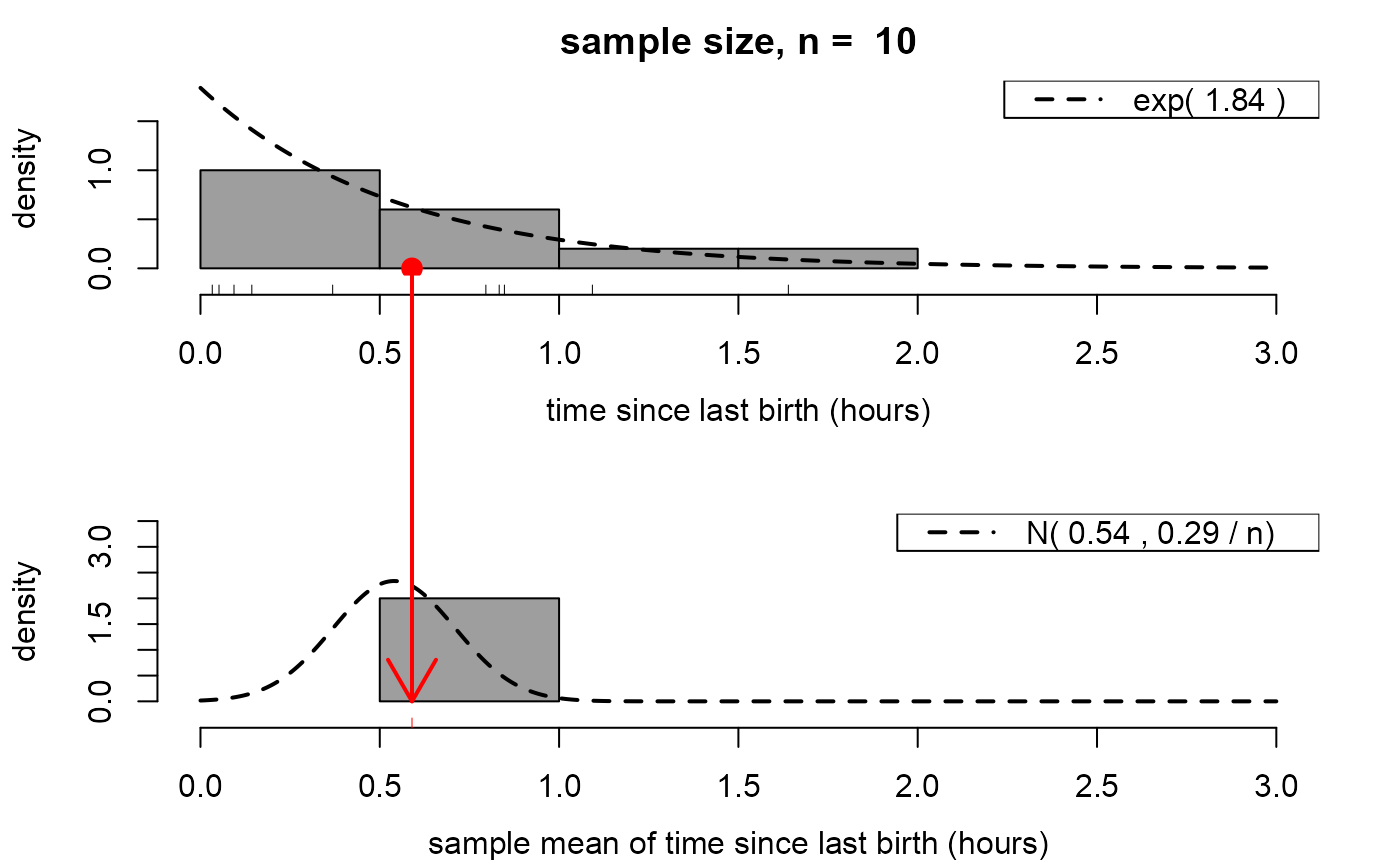 sample size, n = 10
exp( 1.84 )
density
1.0
0.0
0.0 0.5 1.0 1.5 2.0 2.5 3.0
time since last birth (hours)
N( 0.54 , 0.29 / n)
density
3.0
1.5
0.0
0.0 0.5 1.0 1.5 2.0 2.5 3.0
sample mean of time since last birth (hours)